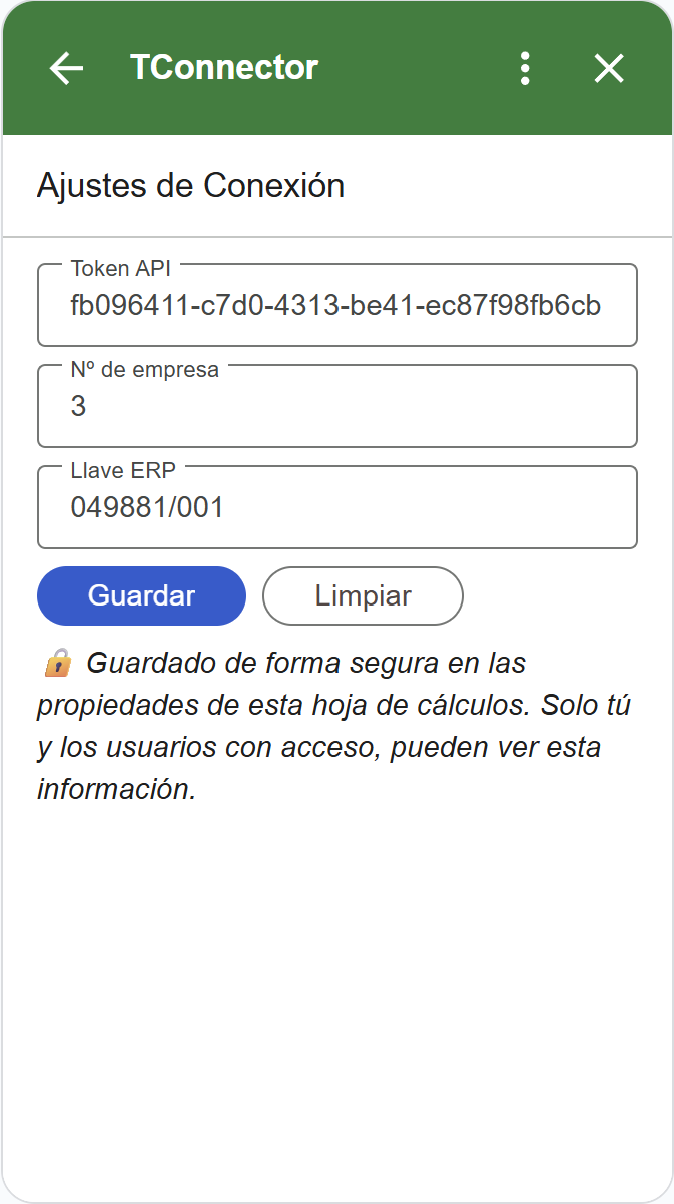 TConnector
Ajustes de Conexión
Token API
fb096411-c7d0-4313-be41-ec87f98fb6cb
Nº de empresa
3
Llave ERP
049881/001
Guardar
Limpiar
Guardado de forma segura en las
propiedades de esta hoja de cálculos. Solo tú
y los usuarios con acceso, pueden ver esta
información.